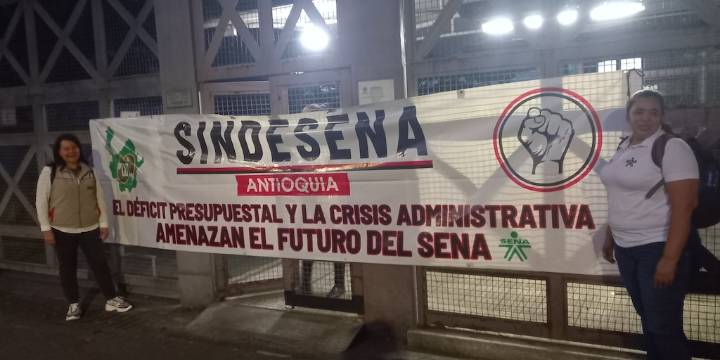 SINDESENA
ANTIOQUIA
EL DÉFICIT PRESUPUESTAL Y LA CRISIS ADMINISTRATIVA
AMENAZAN EL FUTURO DEL SENA
SENA